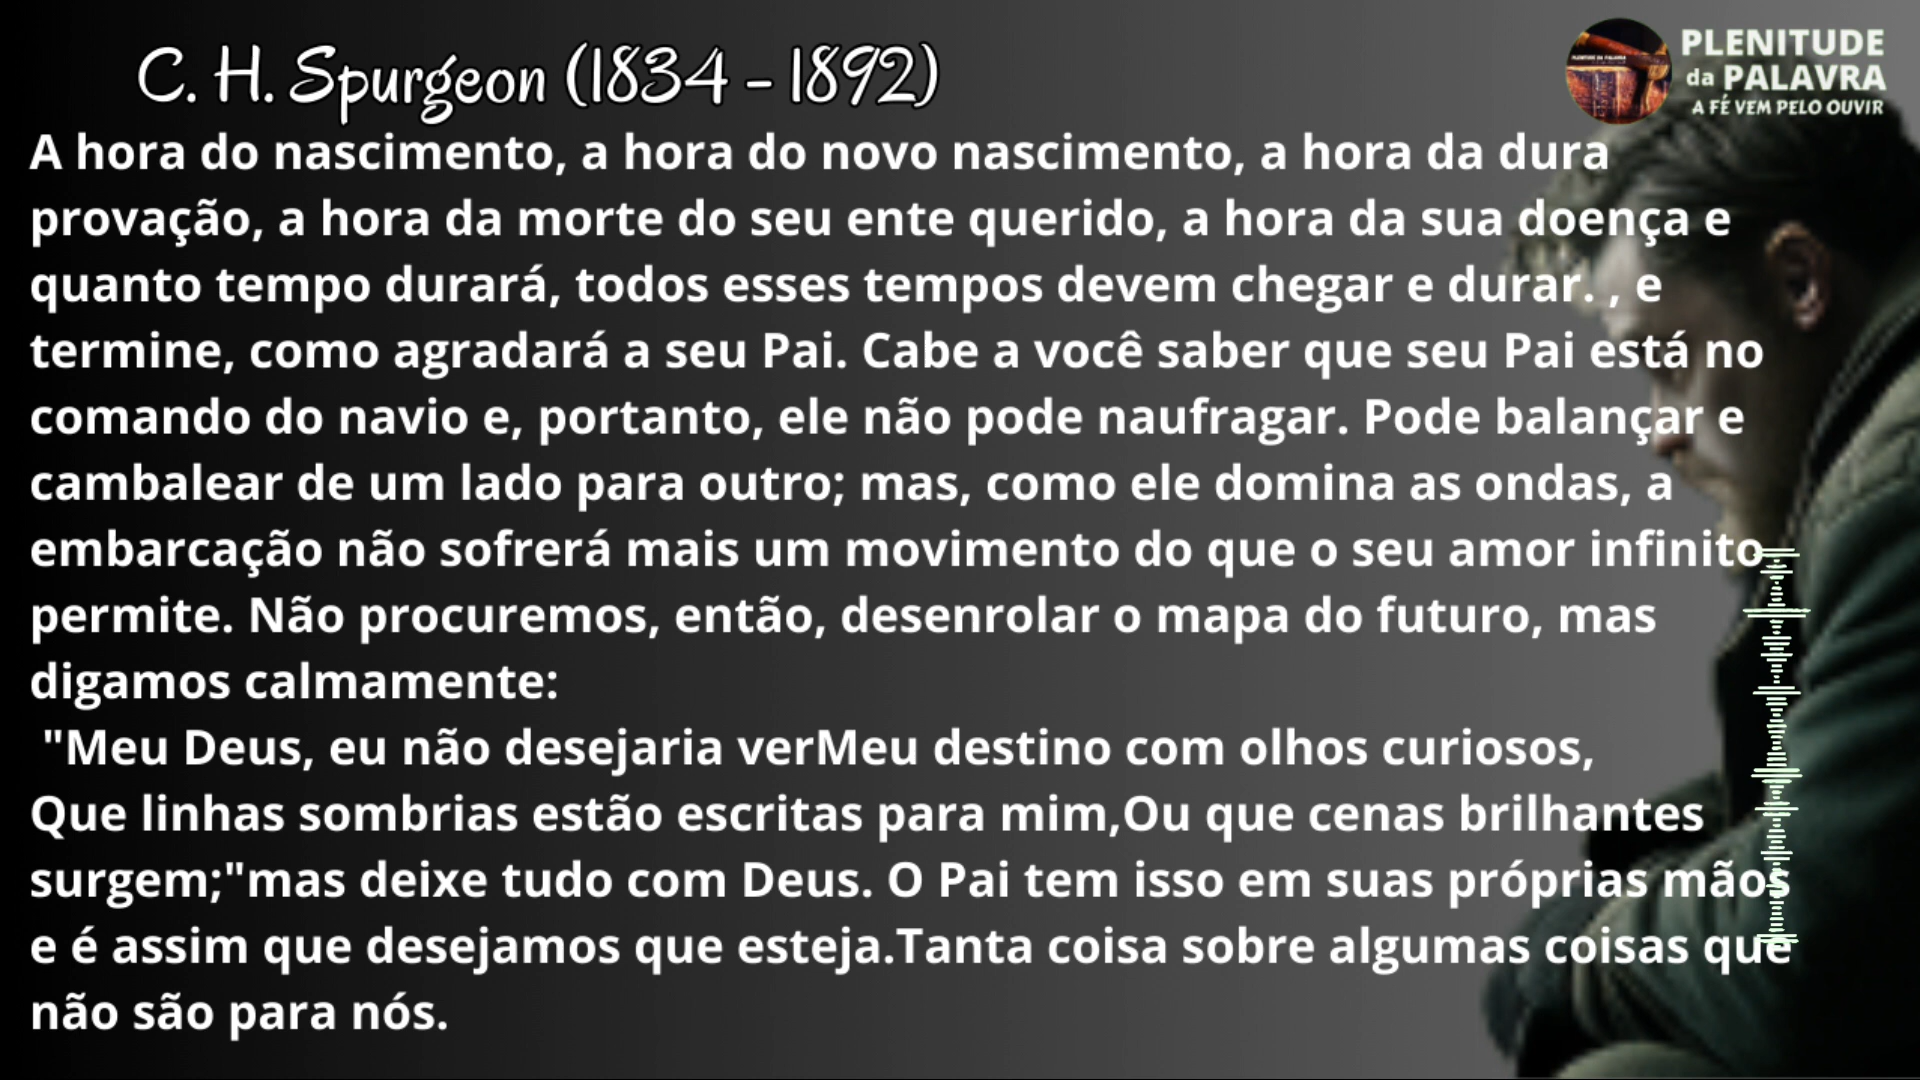 C. H. Spurgeon (1834 - 1892)
PLENITUDE
da PALAVRA
A FÉ VEM PELO OUVIR
A hora do nascimento, a hora do novo nascimento, a hora da dura
provação, a hora da morte do seu ente querido, a hora da sua doença e
quanto tempo durará, todos esses tempos devem chegar e durar. , e
termine, como agradará a seu Pai. Cabe a você saber que seu Pai está no
comando do navio e, portanto, ele não pode naufragar. Pode balançar e
cambalear de um lado para outro; mas, como ele domina as ondas, a
embarcação não sofrerá mais um movimento do que o seu amor infinito
permite. Não procuremos, então, desenrolar o mapa do futuro, mas
digamos calmamente:
"Meu Deus, eu não desejaria verMeu destino com olhos curiosos,
Que linhas sombrias estão escritas para mim,Ou que cenas brilhantes
surgem;"mas deixe tudo com Deus. O Pai tem isso em suas próprias mãos
e é assim que desejamos que esteja.Tanta coisa sobre algumas coisas que
não são para nós.